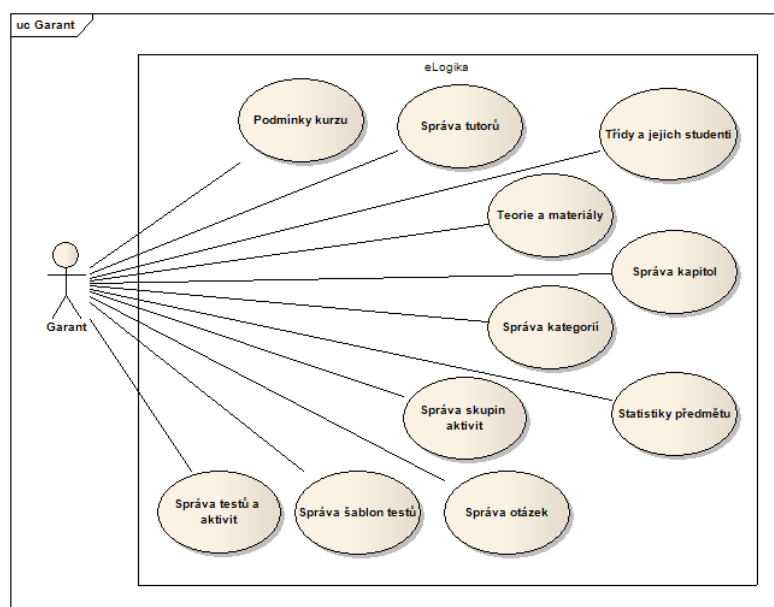 uc Garant
eLogika
Podmínky kurzu
Správa tutorů
Třídy a jejich studenti
Teorie a materiály
Správa kapitol
Garant
Správa kategorií
Statistiky předmětu
Správa skupin
aktivit
Správa testů a
aktivit
Správa šablon testů
Správa otázek